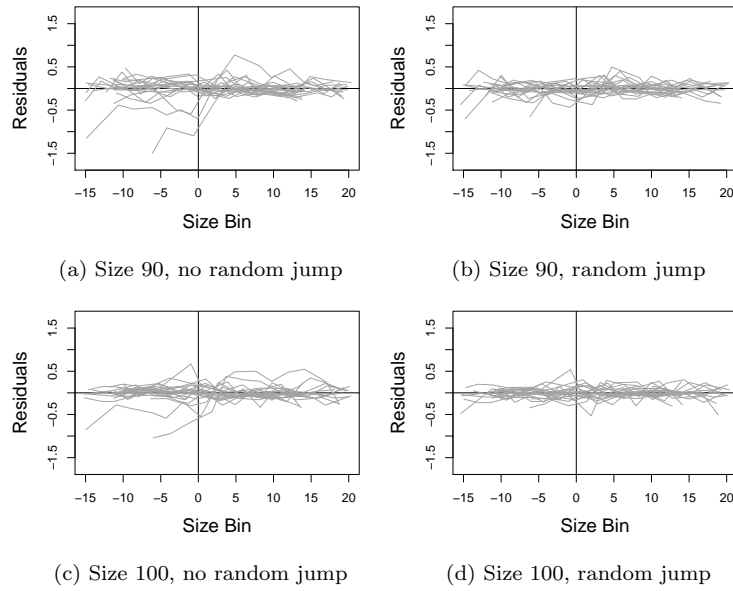 1.5
0.5
−0.5
−1.5
Residuals
−15 −10 −5 0 5 10 15 20
Size Bin
(a) Size 90, no random jump
1.5
0.5
−0.5
−1.5
Residuals
−15 −10 −5 0 5 10 15 20
Size Bin
(b) Size 90, random jump
1.5
0.5
−0.5
−1.5
Residuals
−15 −10 −5 0 5 10 15 20
Size Bin
(c) Size 100, no random jump
1.5
0.5
−0.5
−1.5
Residuals
−15 −10 −5 0 5 10 15 20
Size Bin
(d) Size 100, random jump